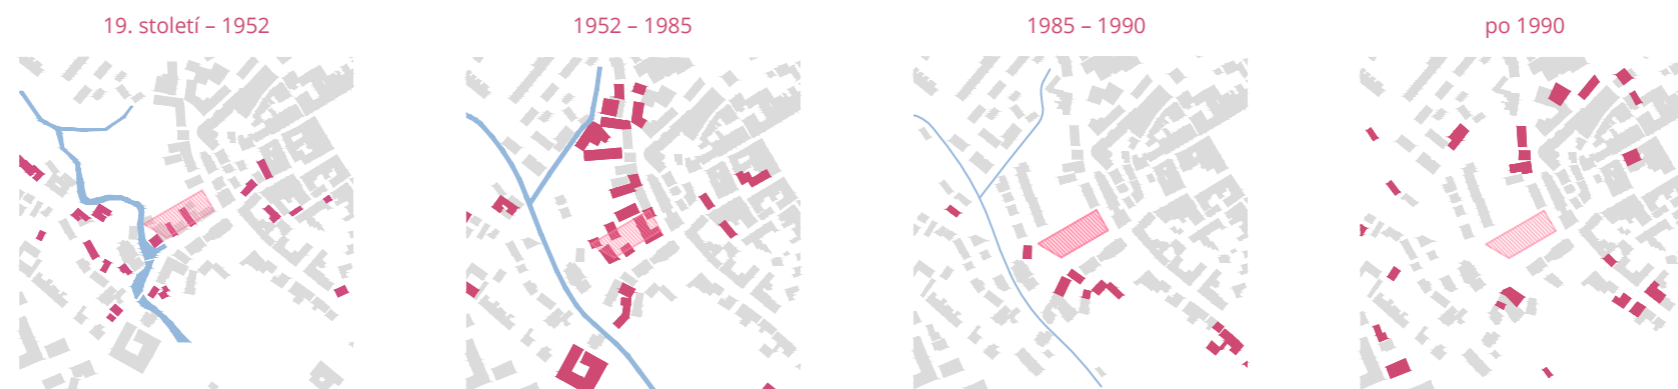 19. století – 1952
1952 – 1985
1985 – 1990
po 1990